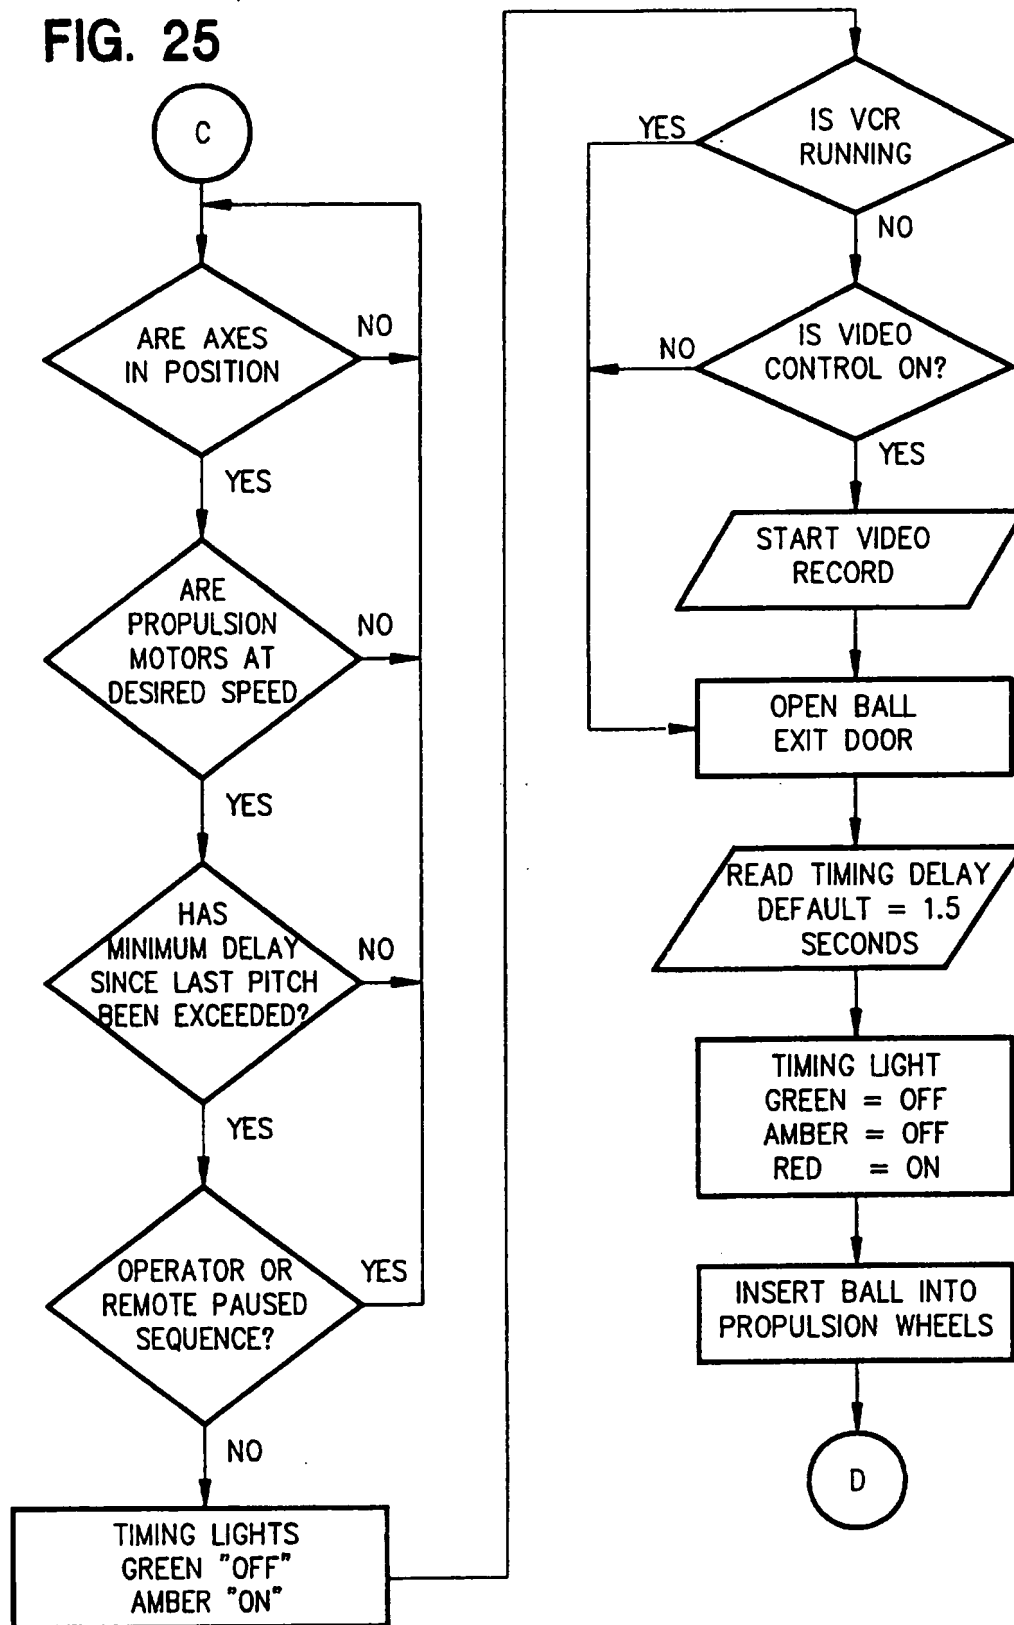 FIG. 25
C
ARE AXES
IN POSITION
NO
YES
ARE
PROPULSION
MOTORS AT
DESIRED SPEED
NO
YES
HAS
MINIMUM DELAY
SINCE LAST PITCH
BEEN EXCEEDED?
NO
YES
OPERATOR OR
REMOTE PAUSED
SEQUENCE?
YES
NO
TIMING LIGHTS
GREEN "OFF"
AMBER "ON"
IS VCR
RUNNING
YES
NO
IS VIDEO
CONTROL ON?
NO
YES
START VIDEO
RECORD
OPEN BALL
EXIT DOOR
READ TIMING DELAY
DEFAULT = 1.5
SECONDS
TIMING LIGHT
GREEN = OFF
AMBER = OFF
RED = ON
INSERT BALL INTO
PROPULSION WHEELS
D